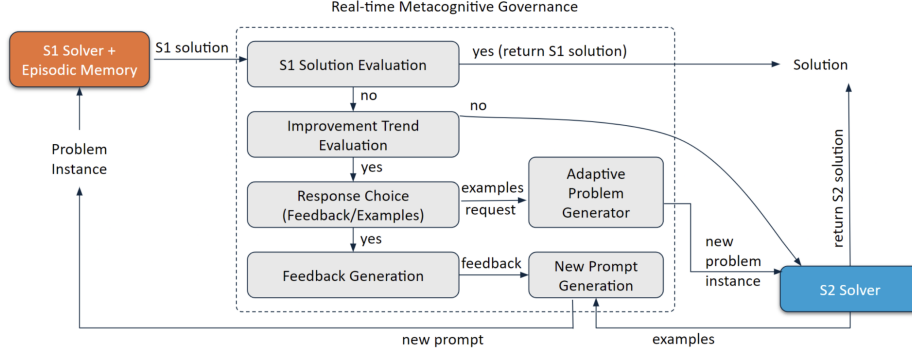 Real-time Metacognitive Governance
S1 Solver +
Episodic Memory
S1 solution
S1 Solution Evaluation
yes (return S1 solution)
Solution
no
no
Improvement Trend
Evaluation
Problem
Instance
yes
Response Choice
(Feedback/Examples)
examples
request
Adaptive
Problem
Generator
return S2 solution
yes
new
problem
instance
Feedback Generation
feedback
New Prompt
Generation
S2 Solver
new prompt
examples